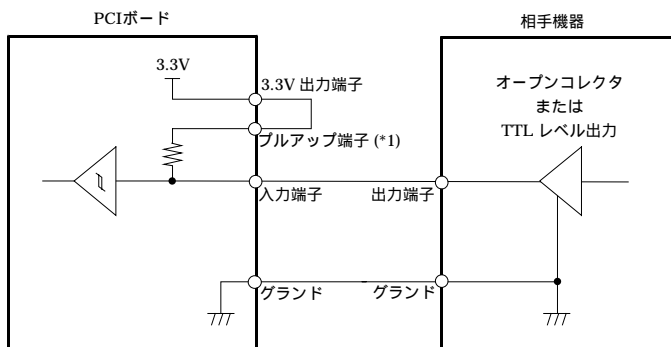 PCIボード
相手機器
3.3V
3.3V 出力端子
プルアップ端子 (*1)
オープンコレクタ
または
TTL レベル出力
入力端子
出力端子
グランド
グランド